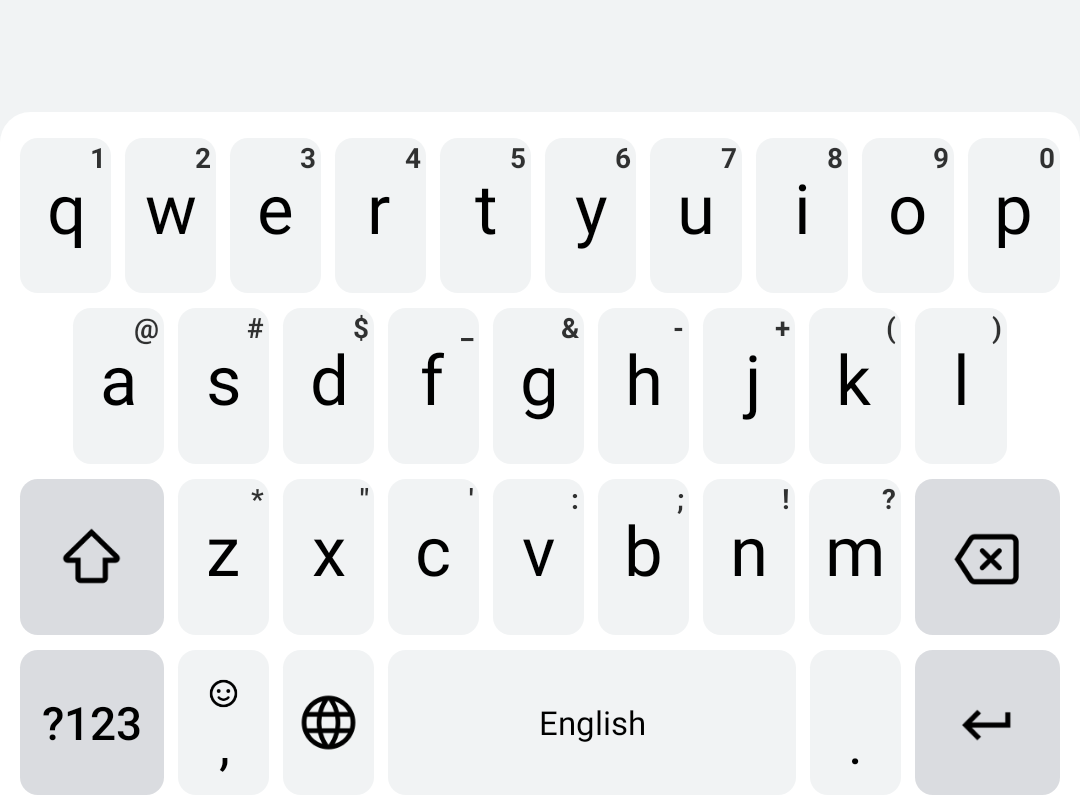 1 2 3 4 5 6 7 8 9 0
q w e r t y u i o p
@ # $ _ & - + ( )
a s d f g h j k l
* " ' : ; ! ?
z x c v b n m
?123 , English .